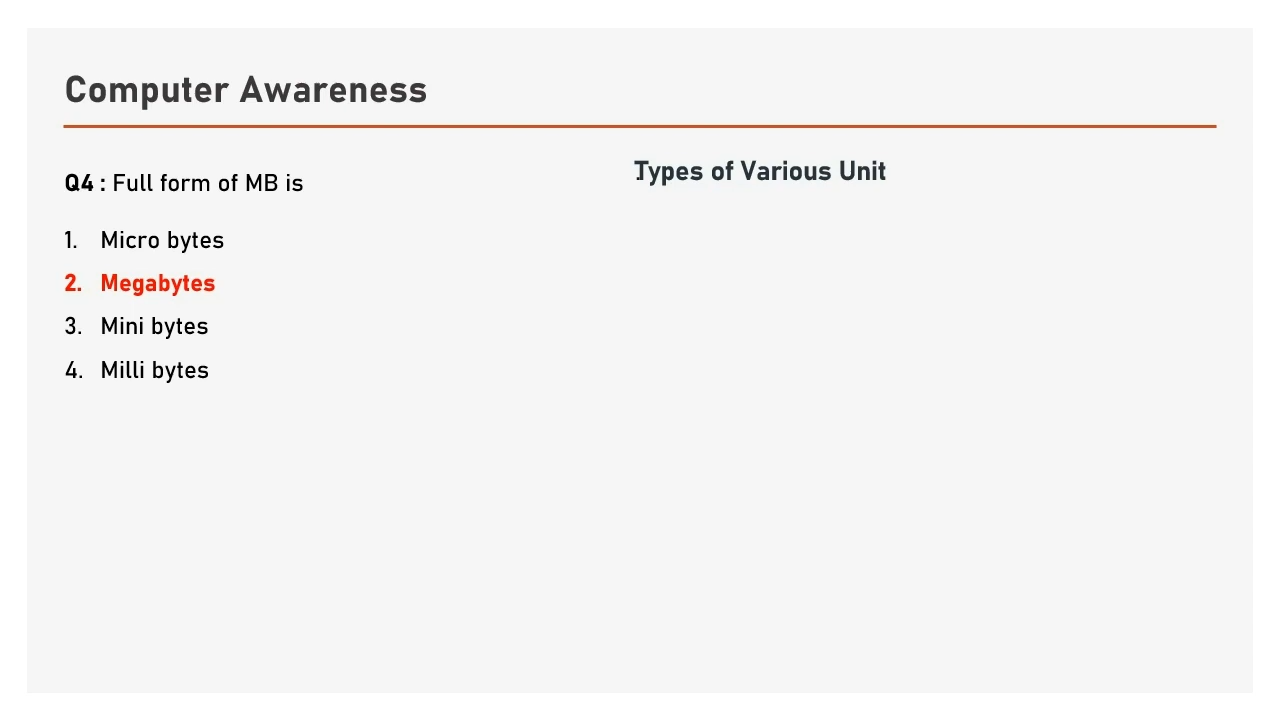 Computer Awareness
Q4 : Full form of MB is
1. Micro bytes
2. Megabytes
3. Mini bytes
4. Milli bytes
Types of Various Unit